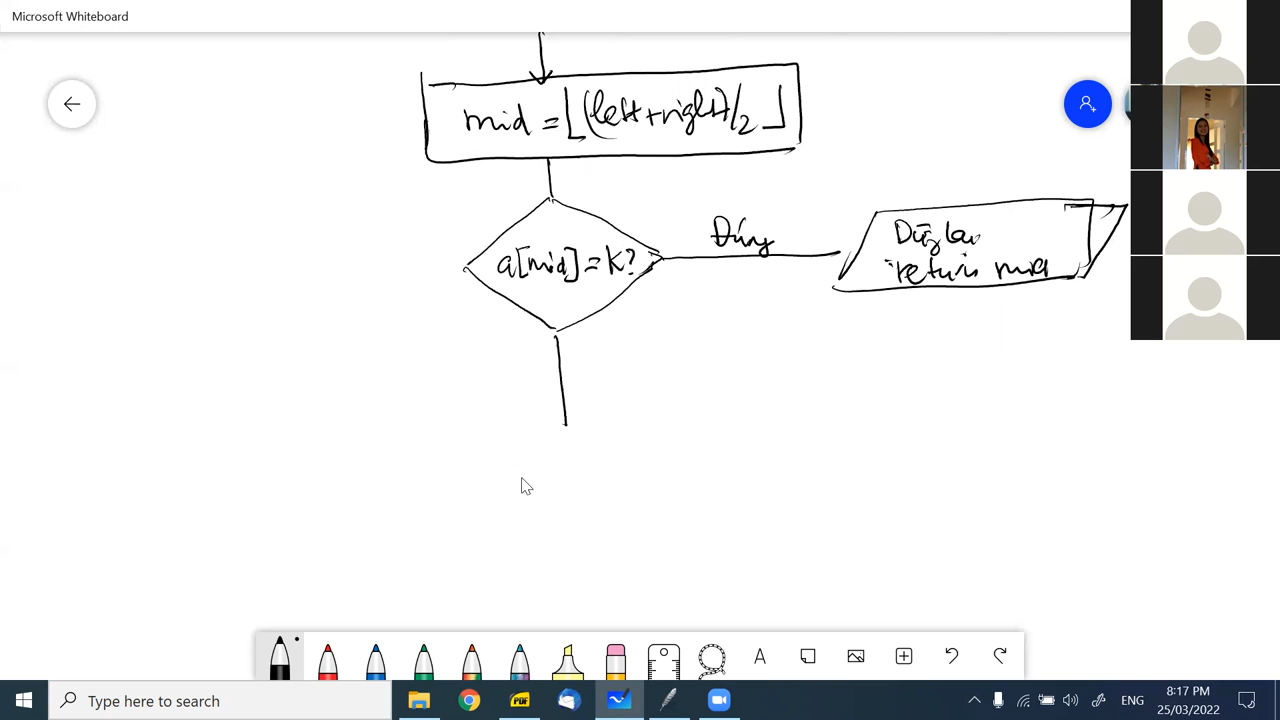 Microsoft Whiteboard
mid = ⌊(left+right)/2⌋
a[mid] = k?
Đúng
Dừng lại
return mid
A
Type here to search
PDF
ENG
8:17 PM
25/03/2022